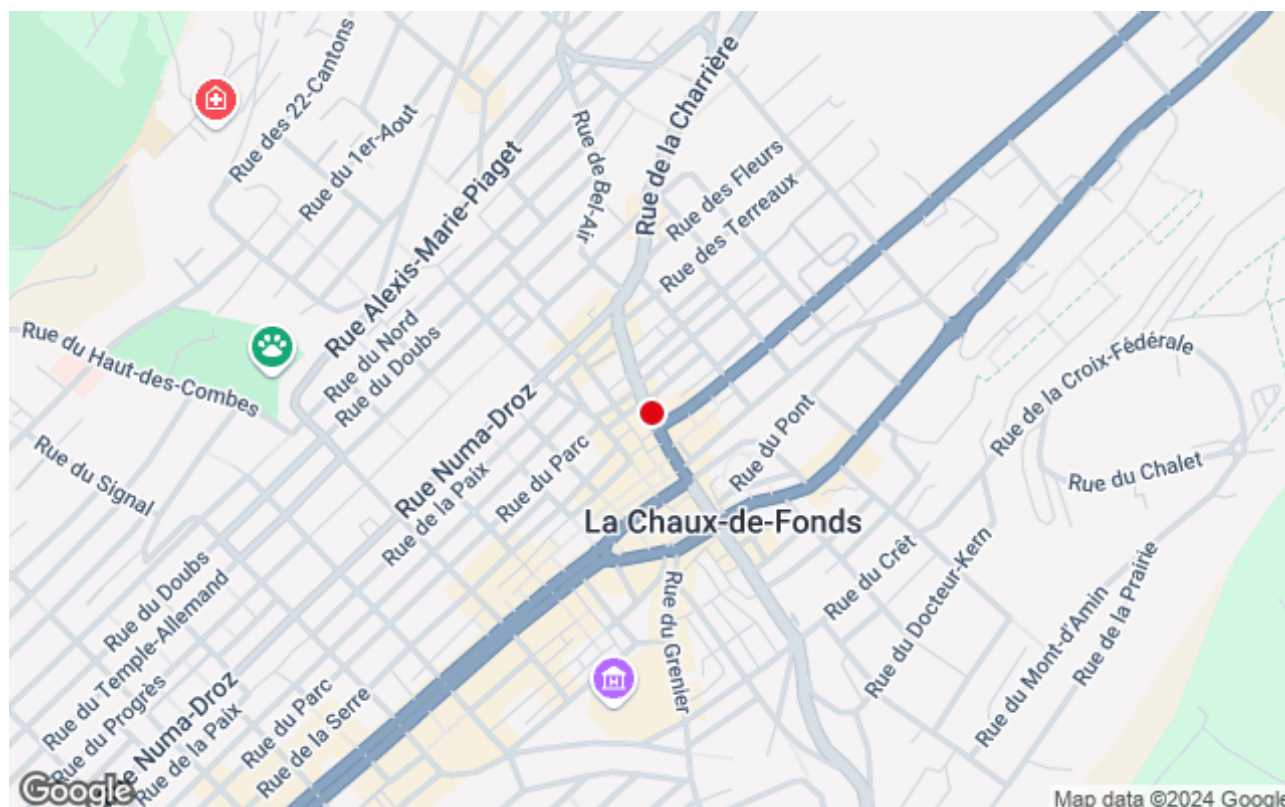 Rue des 22-Cantons
Rue du 1er-Août
Rue Alexis-Marie-Piaget
Rue de Bel-Air
Rue de la Charrière
Rue des Fleurs
Rue des Terreaux
Rue du Haut-des-Combes
Rue du Nord
Rue du Doubs
Rue du Signal
Rue Numa-Droz
Rue de la Paix
Rue du Parc
Rue du Pont
Rue de la Croix-Fédérale
Rue du Chalet
La Chaux-de-Fonds
Rue du Crêt
Rue du Docteur-Kern
Rue du Grenier
Rue du Mont-d'Amin
Rue de la Prairie
Rue du Doubs
Rue du Temple-Allemand
Rue du Progrès
Rue Numa-Droz
Rue de la Paix
Rue du Parc
Rue de la Serre
H
Google
Map data ©2024 Google